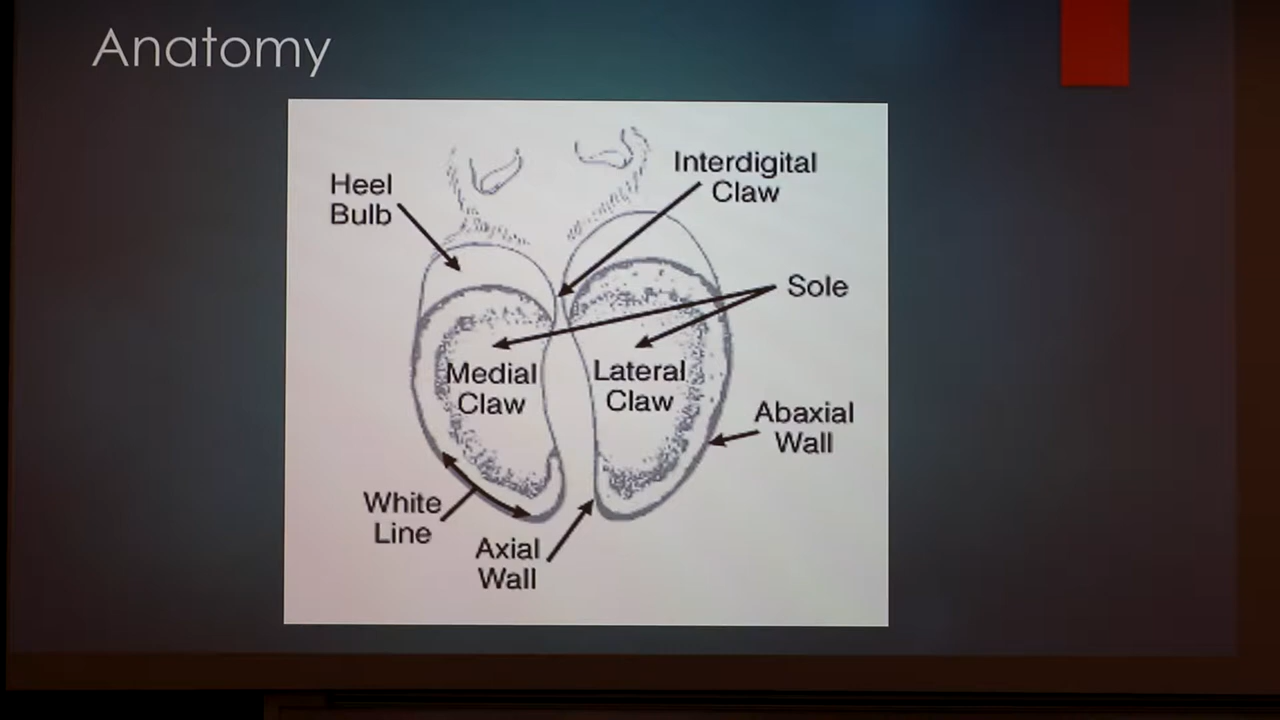 Anatomy
Interdigital
Claw
Heel
Bulb
Sole
Medial
Claw
Lateral
Claw
Abaxial
Wall
White
Line
Axial
Wall